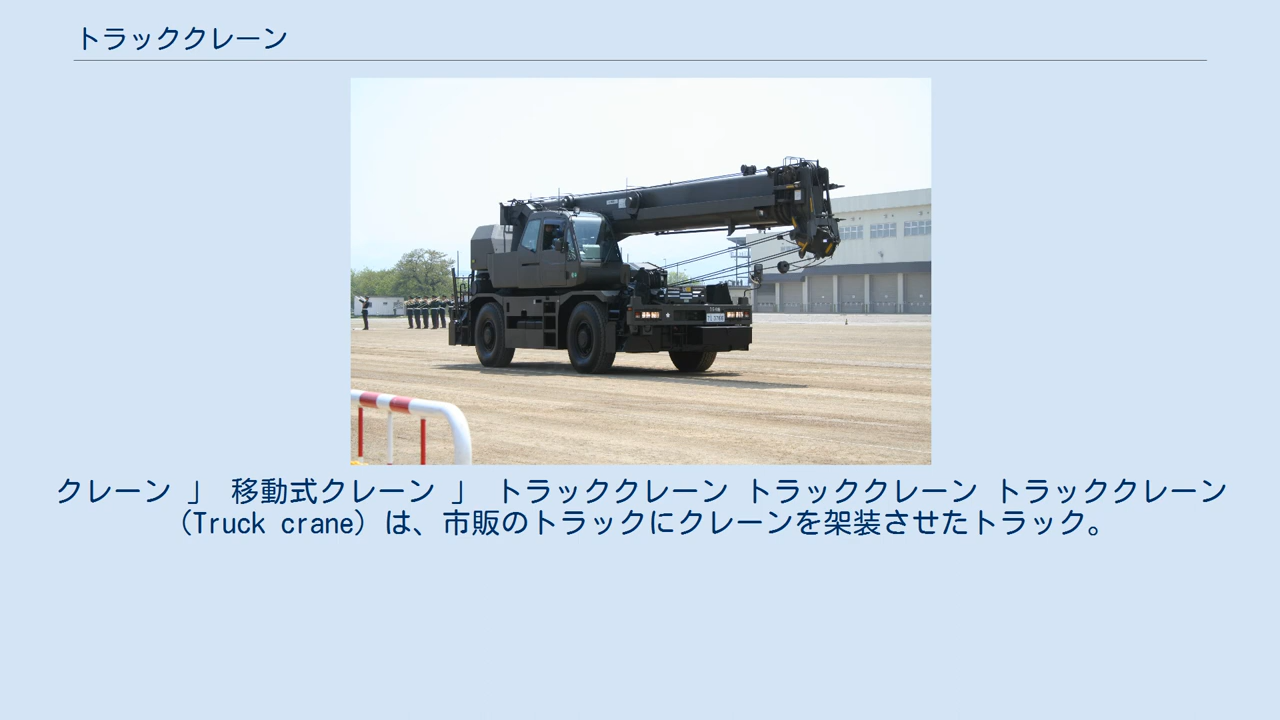 トラッククレーン
クレーン 」 移動式クレーン 」 トラッククレーン トラッククレーン トラッククレーン
（Truck crane）は、市販のトラックにクレーンを架装させたトラック。